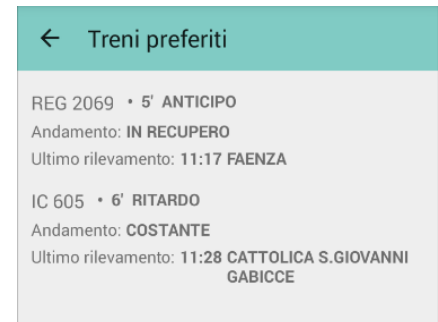 Treni preferiti
REG 2069 • 5' ANTICIPO
Andamento: IN RECUPERO
Ultimo rilevamento: 11:17 FAENZA
IC 605 • 6' RITARDO
Andamento: COSTANTE
Ultimo rilevamento: 11:28 CATTOLICA S.GIOVANNI
GABICCE